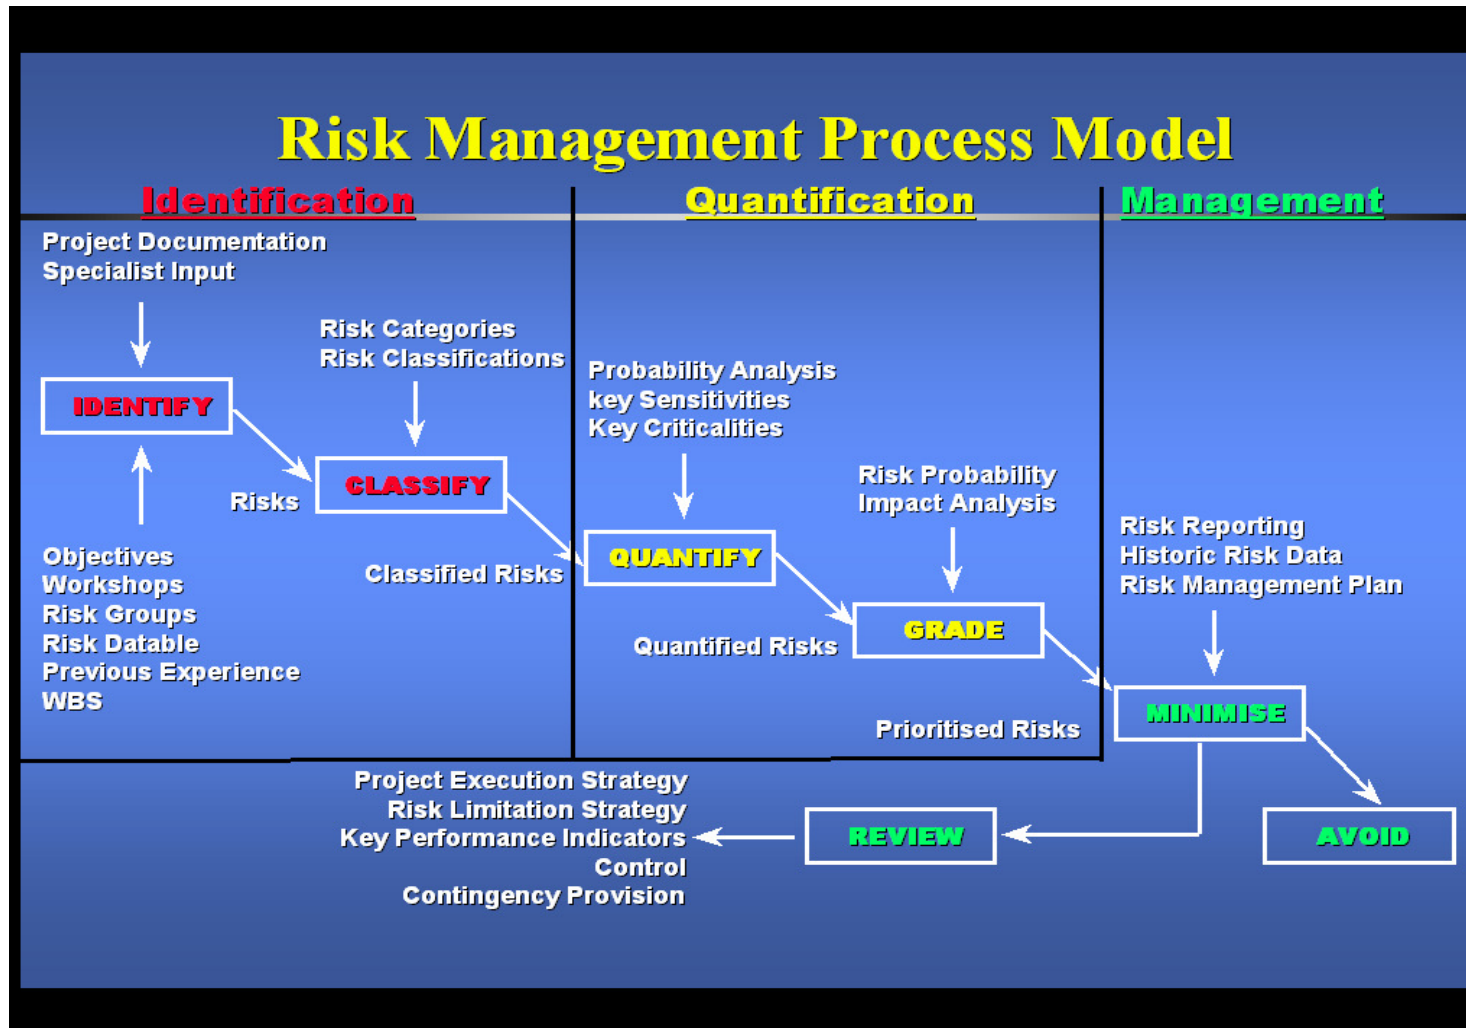 Risk Management Process Model
Identification
Quantification
Management
Project Documentation
Specialist Input
Risk Categories
Risk Classifications
IDENTIFY
Probability Analysis
key Sensitivities
Key Criticalities
CLASSIFY
Risks
Risk Probability
Impact Analysis
Objectives
Workshops
Risk Groups
Risk Datable
Previous Experience
WBS
Classified Risks
QUANTIFY
Risk Reporting
Historic Risk Data
Risk Management Plan
Quantified Risks
GRADE
Prioritised Risks
MINIMISE
Project Execution Strategy
Risk Limitation Strategy
Key Performance Indicators
Control
Contingency Provision
REVIEW
AVOID